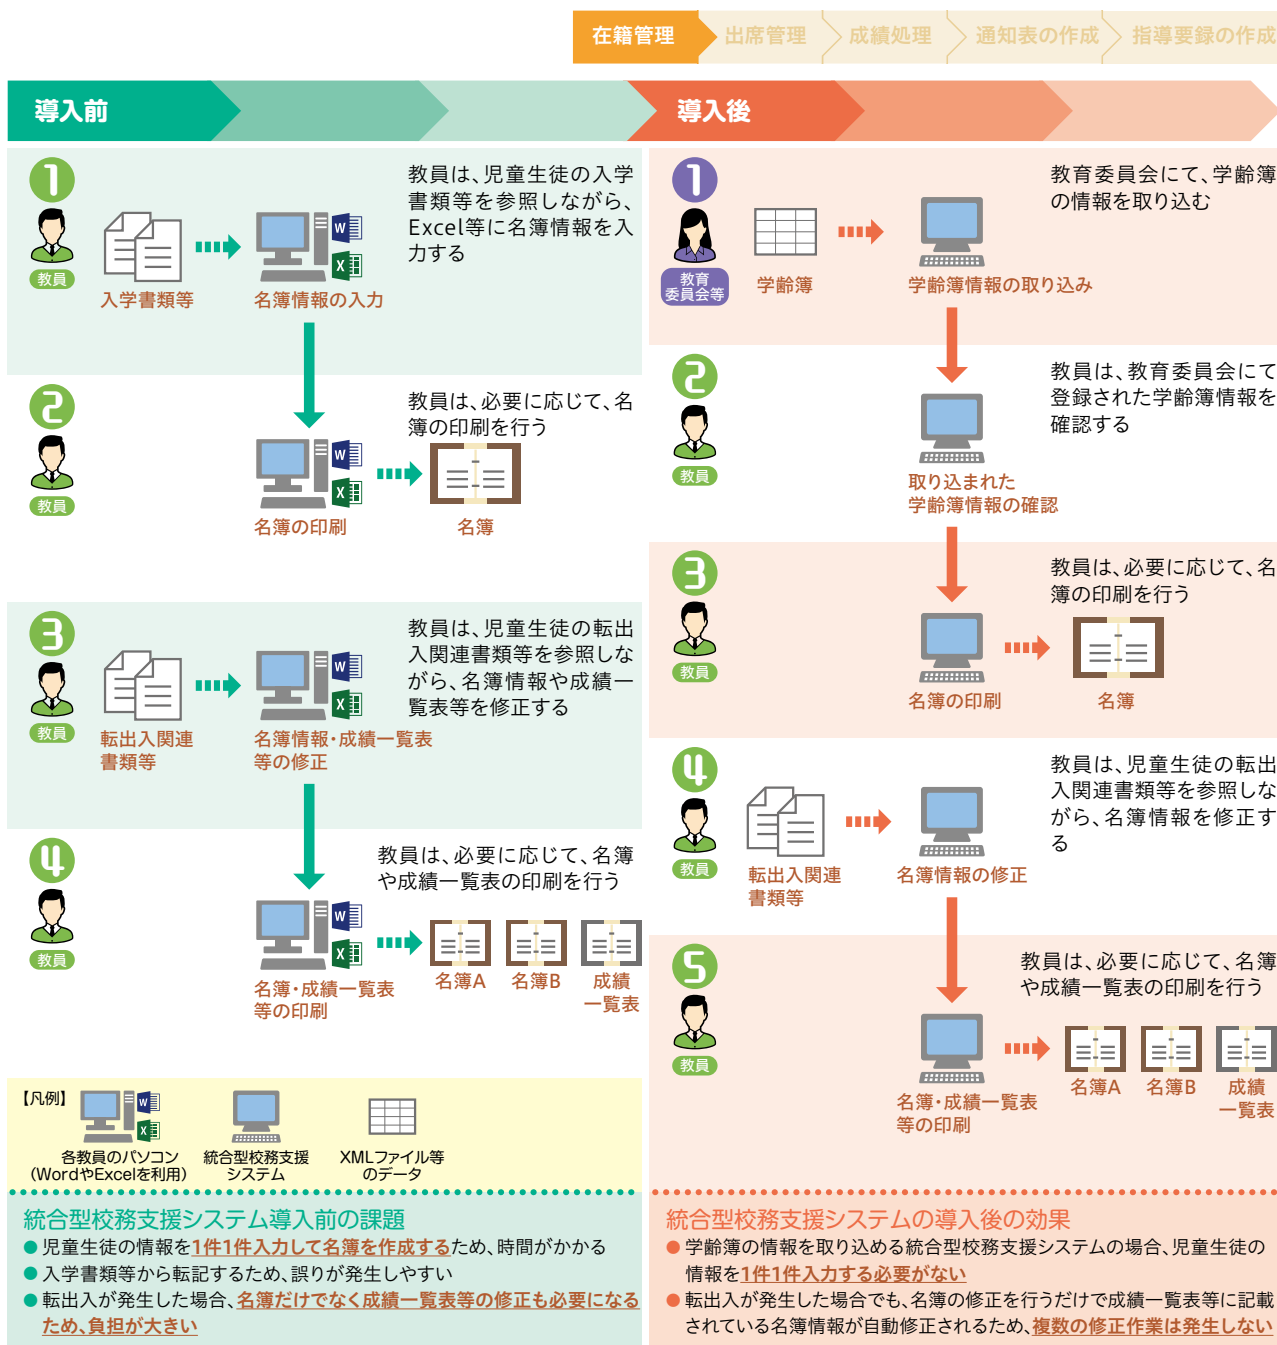 在籍管理
出席管理
成績処理
通知表の作成
指導要録の作成
導入前
1
教員
入学書類等
名簿情報の入力
教員は、児童生徒の入学
書類等を参照しながら、
Excel等に名簿情報を入
力する
2
教員
名簿の印刷
名簿
教員は、必要に応じて、名
簿の印刷を行う
3
教員
転出入関連
書類等
名簿情報・成績一覧表
等の修正
教員は、児童生徒の転出
入関連書類等を参照しな
がら、名簿情報や成績一
覧表等を修正する
4
教員
教員は、必要に応じて、名簿
や成績一覧表の印刷を行う
名簿・成績一覧表
等の印刷
名簿A
名簿B
成績
一覧表
【凡例】
各教員のパソコン
(WordやExcelを利用)
統合型校務支援
システム
XMLファイル等
のデータ
統合型校務支援システム導入前の課題
● 児童生徒の情報を1件1件入力して名簿を作成するため、時間がかかる
● 入学書類等から転記するため、誤りが発生しやすい
● 転出入が発生した場合、名簿だけでなく成績一覧表等の修正も必要になる
ため、負担が大きい
導入後
1
教育
委員会等
学齢簿
学齢簿情報の取り込み
教育委員会にて、学齢簿
の情報を取り込む
2
教員
取り込まれた
学齢簿情報の確認
教員は、教育委員会にて
登録された学齢簿情報を
確認する
3
教員
名簿の印刷
名簿
教員は、必要に応じて、名
簿の印刷を行う
4
教員
転出入関連
書類等
名簿情報の修正
教員は、児童生徒の転出
入関連書類等を参照しな
がら、名簿情報を修正す
る
5
教員
教員は、必要に応じて、名簿
や成績一覧表の印刷を行う
名簿・成績一覧表
等の印刷
名簿A
名簿B
成績
一覧表
統合型校務支援システムの導入後の効果
● 学齢簿の情報を取り込める統合型校務支援システムの場合、児童生徒の
情報を1件1件入力する必要がない
● 転出入が発生した場合でも、名簿の修正を行うだけで成績一覧表等に記載
されている名簿情報が自動修正されるため、複数の修正作業は発生しない